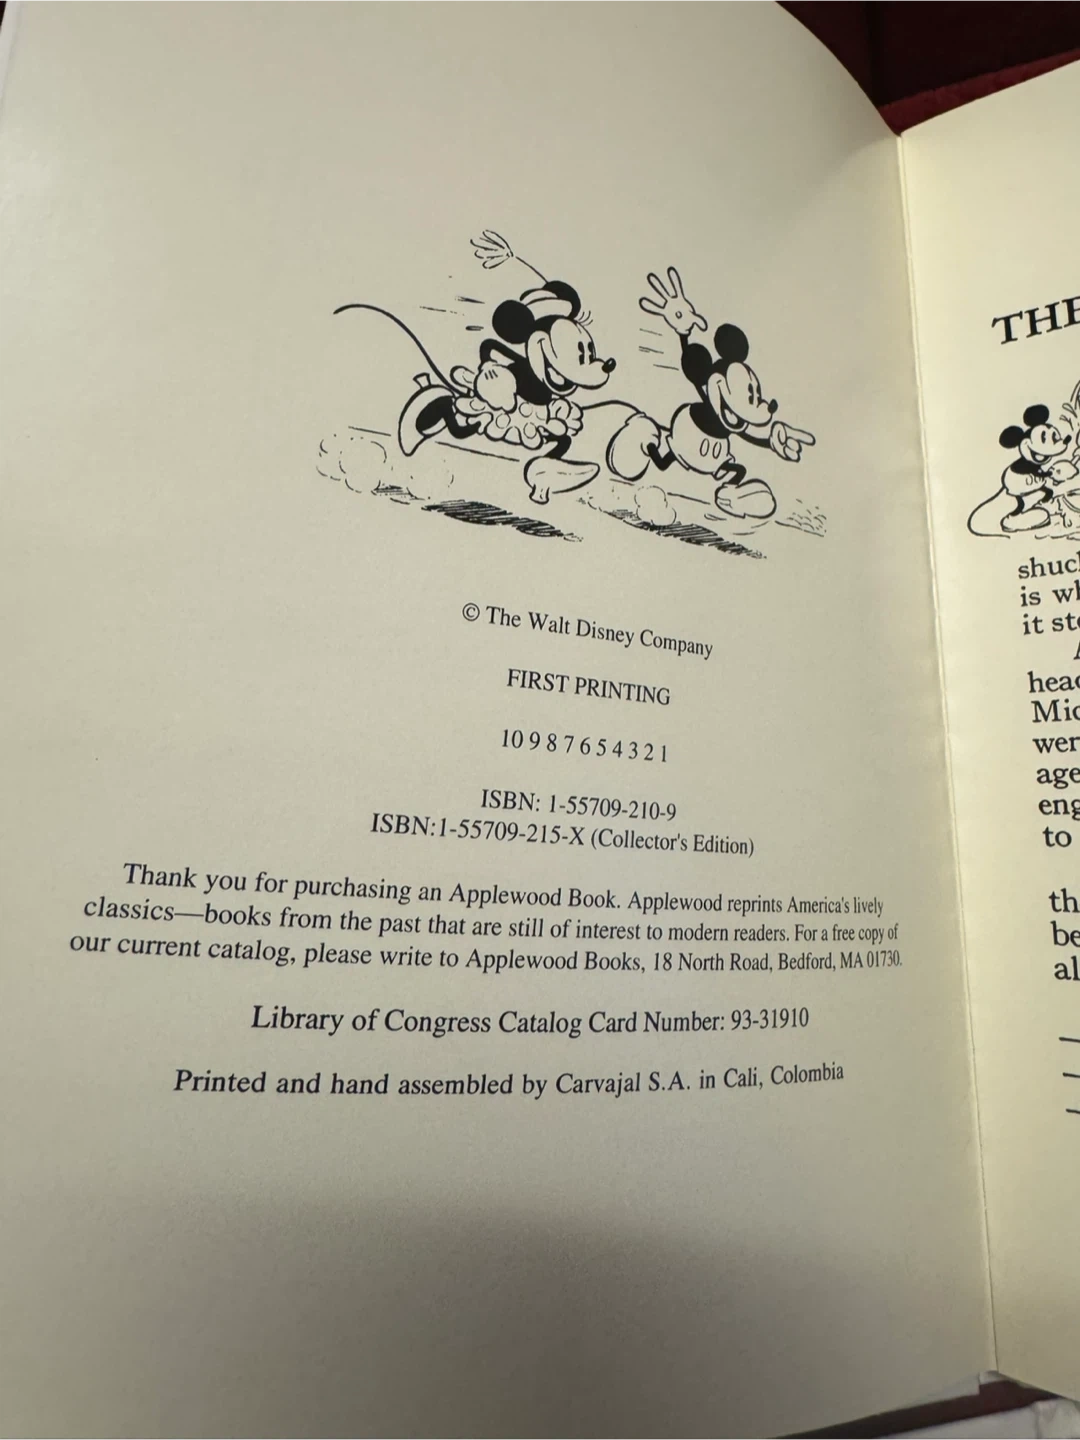 © The Walt Disney Company
FIRST PRINTING
10 9 8 7 6 5 4 3 2 1
ISBN: 1-55709-210-9
ISBN:1-55709-215-X (Collector's Edition)
Thank you for purchasing an Applewood Book. Applewood reprints America's lively
classics—books from the past that are still of interest to modern readers. For a free copy of
our current catalog, please write to Applewood Books, 18 North Road, Bedford, MA 01730.
Library of Congress Catalog Card Number: 93-31910
Printed and hand assembled by Carvajal S.A. in Cali, Colombia
THE
is
it
to